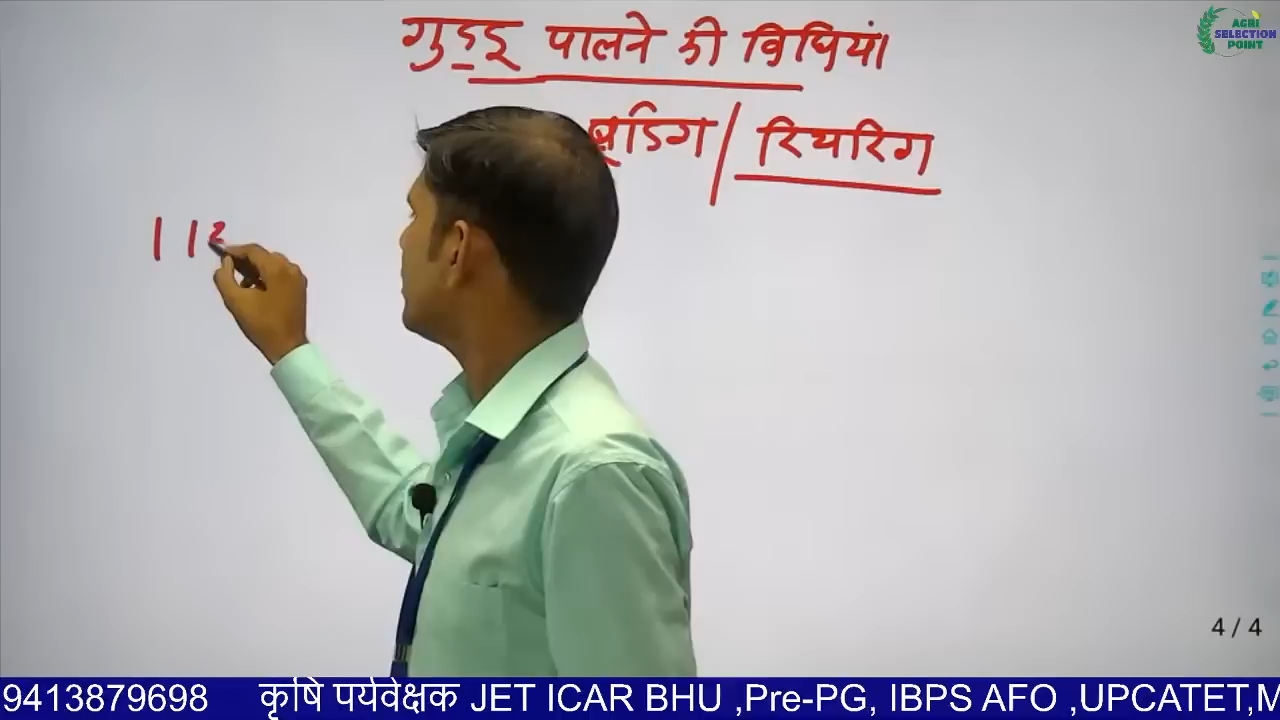 गुडडू पालने की विधियां
ब्रूडिंग / रियरिंग
AGRI
SELECTION
POINT
4 / 4
9413879698 कृषि पर्यवेक्षक JET ICAR BHU ,Pre-PG, IBPS AFO ,UPCATET,M